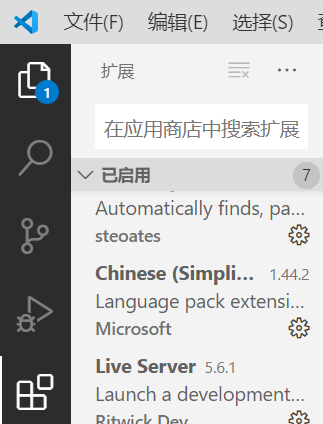 文件(F) 编辑(E) 选择(S)
扩展
1
在应用商店中搜索扩展
已启用 7
Automatically finds, pa...
steoates
Chinese (Simpli... 1.44.2
Language pack extensi...
Microsoft
Live Server 5.6.1
Launch a development...
Ritwick Dey